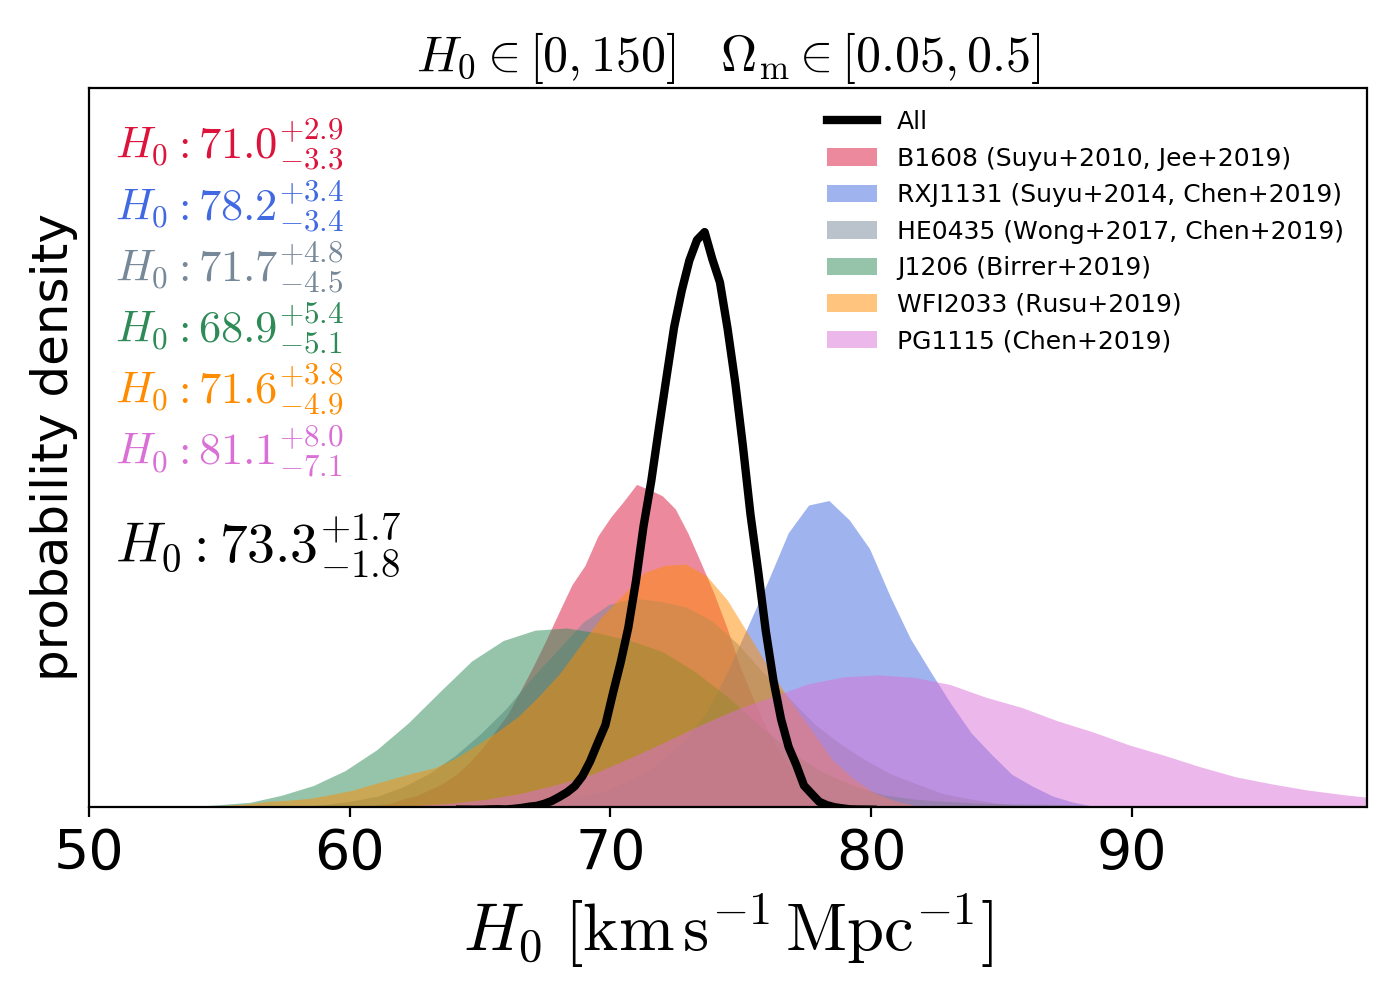 H₀ ∈ [0, 150] Ωₘ ∈ [0.05, 0.5]
H₀ : 71.0 +2.9 −3.3
H₀ : 78.2 +3.4 −3.4
H₀ : 71.7 +4.8 −4.5
H₀ : 68.9 +5.4 −5.1
H₀ : 71.6 +3.8 −4.9
H₀ : 81.1 +8.0 −7.1
H₀ : 73.3 +1.7 −1.8
All
B1608 (Suyu+2010, Jee+2019)
RXJ1131 (Suyu+2014, Chen+2019)
HE0435 (Wong+2017, Chen+2019)
J1206 (Birrer+2019)
WFI2033 (Rusu+2019)
PG1115 (Chen+2019)
probability density
50 60 70 80 90
H₀ [km s⁻¹ Mpc⁻¹]